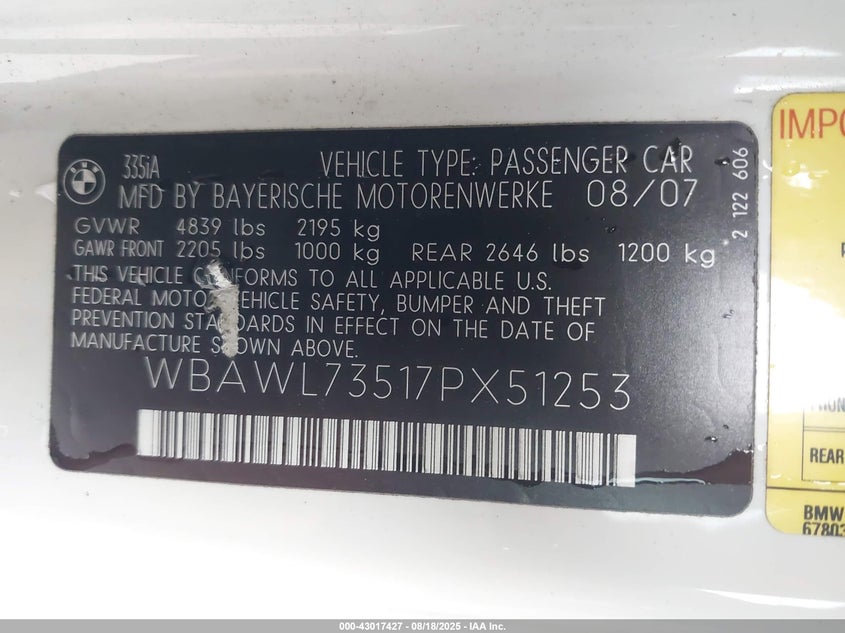 BMW
335iA VEHICLE TYPE: PASSENGER CAR
MFD BY BAYERISCHE MOTORENWERKE 08/07
GVWR 4839 lbs 2195 kg
GAWR FRONT 2205 lbs 1000 kg REAR 2646 lbs 1200 kg
THIS VEHICLE CONFORMS TO ALL APPLICABLE U.S.
FEDERAL MOTOR VEHICLE SAFETY, BUMPER AND THEFT
PREVENTION STANDARDS IN EFFECT ON THE DATE OF
MANUFACTURE SHOWN ABOVE.
WBAWL73517PX51253
2 122 606
IMPO
REAR
BMW
67803
000-43017427 - 08/18/2025 - IAA Inc.